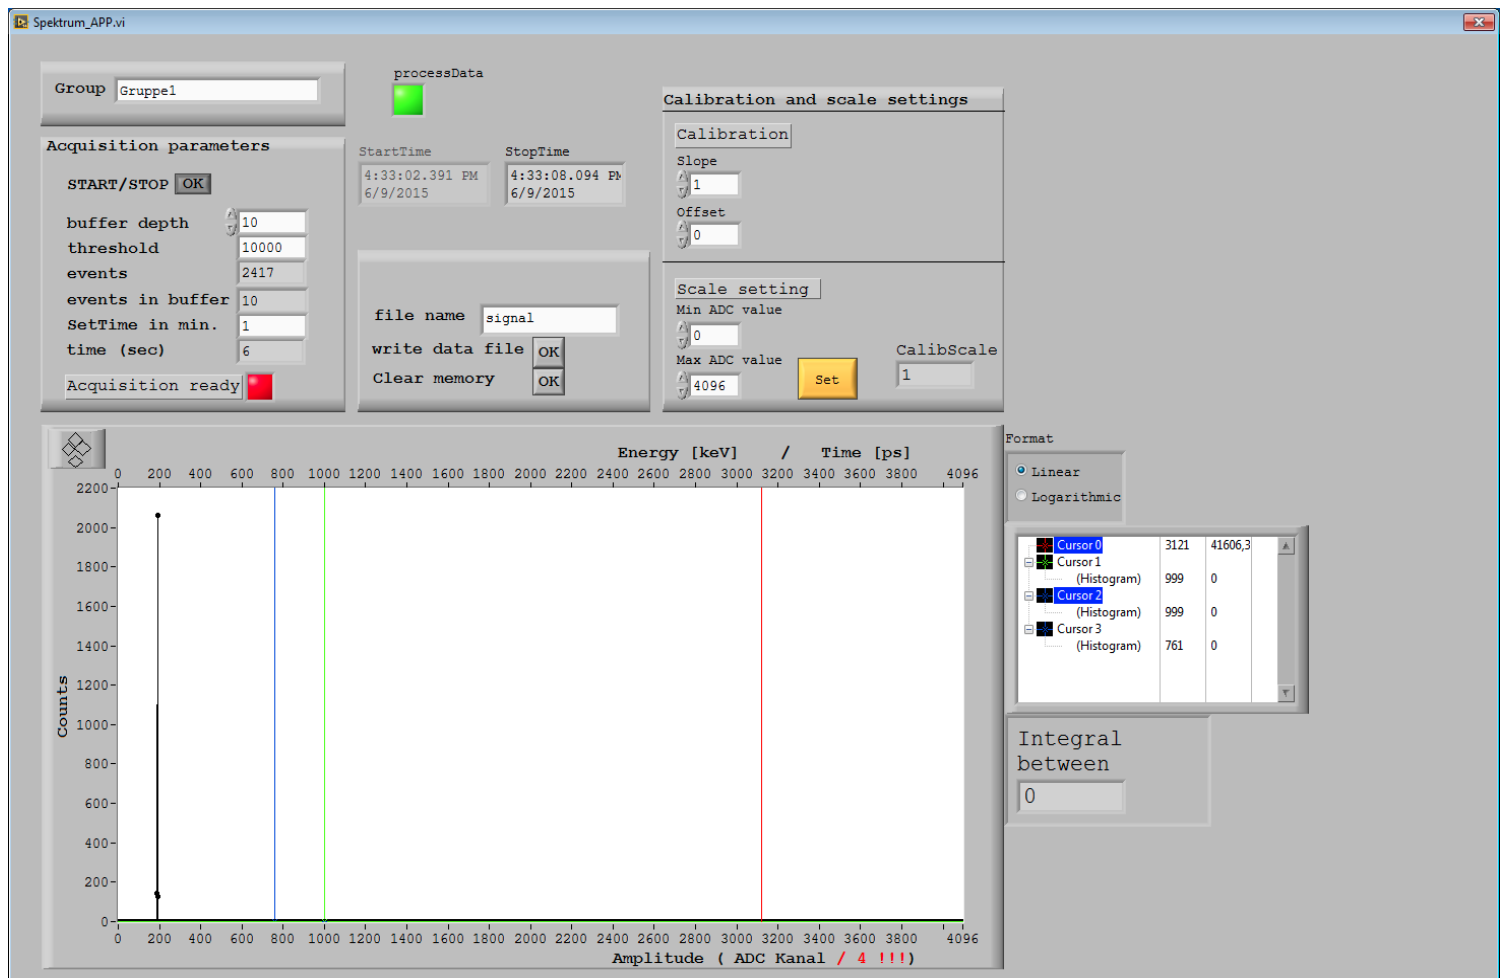 Spektrum_APP.vi
Group Gruppe1
processData
Acquisition parameters
START/STOP OK
buffer depth 10
threshold 10000
events 2417
events in buffer 10
SetTime in min. 1
time (sec) 6
Acquisition ready
StartTime
4:33:02.391 PM
6/9/2015
StopTime
4:33:08.094 PM
6/9/2015
file name signal
write data file OK
Clear memory OK
Calibration and scale settings
Calibration
Slope
1
Offset
0
Scale setting
Min ADC value
0
Max ADC value
4096
Set
CalibScale
1
Energy [keV] / Time [ps]
0 200 400 600 800 1000 1200 1400 1600 1800 2000 2200 2400 2600 2800 3000 3200 3400 3600 3800 4096
2200
2000
1800
1600
1400
1200
1000
800
600
400
200
0
Counts
0 200 400 600 800 1000 1200 1400 1600 1800 2000 2200 2400 2600 2800 3000 3200 3400 3600 3800 4096
Amplitude ( ADC Kanal / 4 !!!)
Format
Linear
Logarithmic
Cursor 0 3121 41606,3
Cursor 1
(Histogram) 999 0
Cursor 2
(Histogram) 999 0
Cursor 3
(Histogram) 761 0
Integral
between
0